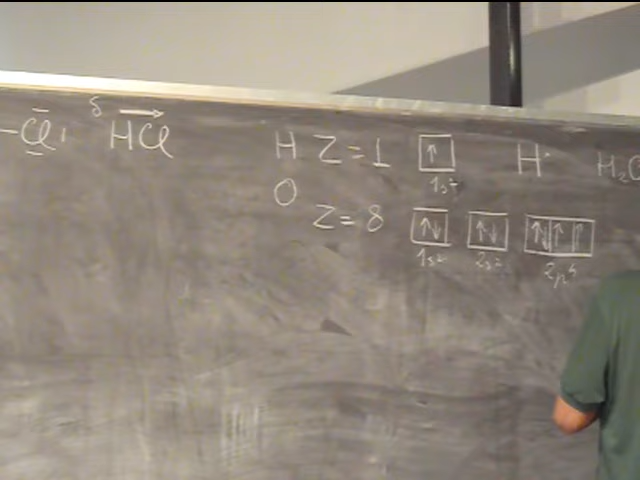 –Cl| δ HCl
H Z = 1 ↑ H· H₂O
1s¹
O Z = 8 ↑↓ ↑↓ ↑↓ ↑ ↑
1s² 2s² 2p⁴